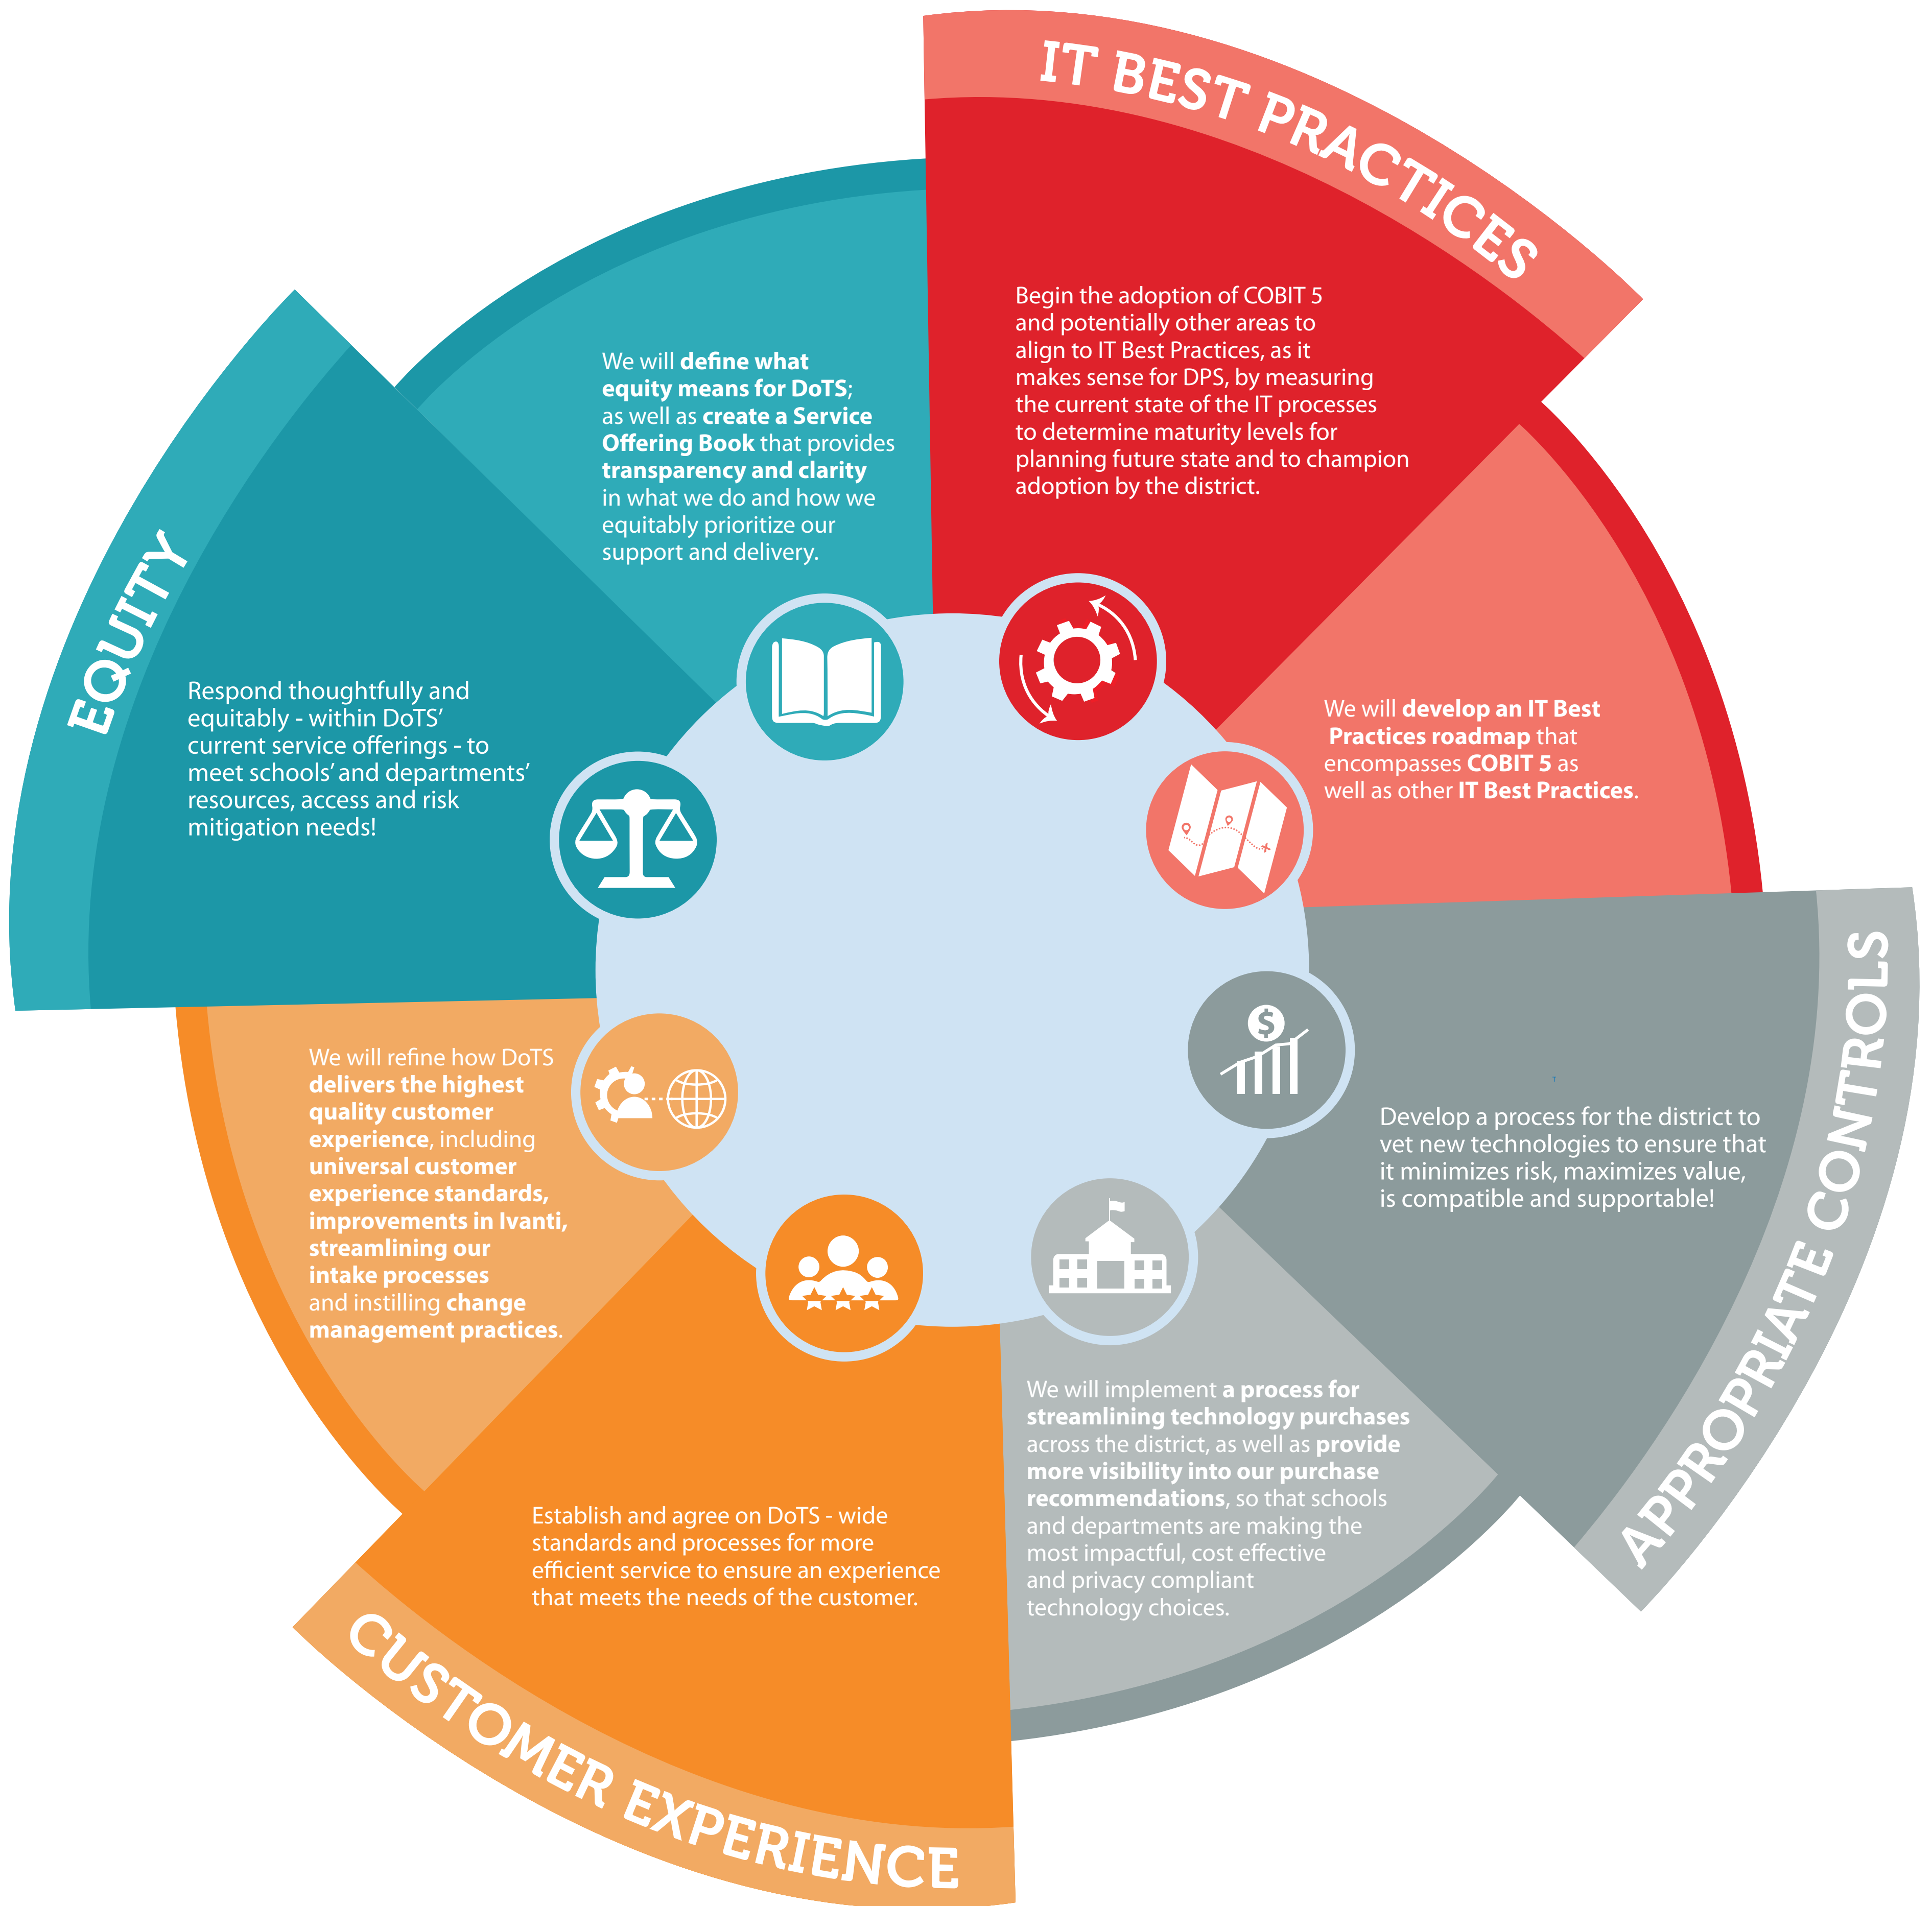 IT BEST PRACTICES
Begin the adoption of COBIT 5
and potentially other areas to
align to IT Best Practices, as it
makes sense for DPS, by measuring
the current state of the IT processes
to determine maturity levels for
planning future state and to champion
adoption by the district.
We will develop an IT Best
Practices roadmap that
encompasses COBIT 5 as
well as other IT Best Practices.
APPROPRIATE CONTROLS
$
Develop a process for the district to
vet new technologies to ensure that
it minimizes risk, maximizes value,
is compatible and supportable!
We will implement a process for
streamlining technology purchases
across the district, as well as provide
more visibility into our purchase
recommendations, so that schools
and departments are making the
most impactful, cost effective
and privacy compliant
technology choices.
CUSTOMER EXPERIENCE
Establish and agree on DoTS - wide
standards and processes for more
efficient service to ensure an experience
that meets the needs of the customer.
We will refine how DoTS
delivers the highest
quality customer
experience, including
universal customer
experience standards,
improvements in Ivanti,
streamlining our
intake processes
and instilling change
management practices.
EQUITY
Respond thoughtfully and
equitably - within DoTS’
current service offerings - to
meet schools’ and departments’
resources, access and risk
mitigation needs!
We will define what
equity means for DoTS;
as well as create a Service
Offering Book that provides
transparency and clarity
in what we do and how we
equitably prioritize our
support and delivery.